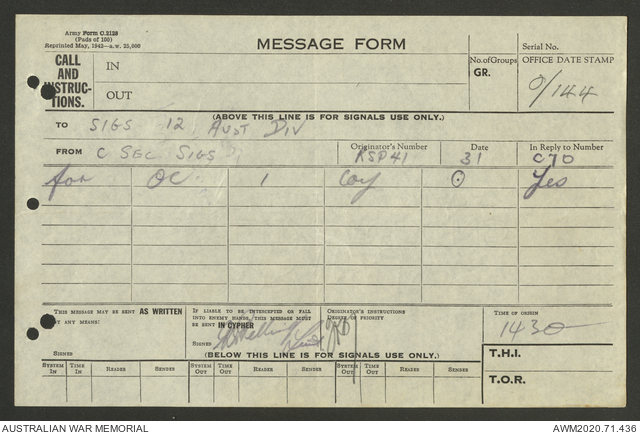 Army Form C.2128
(Pads of 100)
Reprinted May, 1942—a.w. 25,000
MESSAGE FORM
Serial No.
CALL AND INSTRUC-TIONS.
IN
OUT
No. of Groups
GR.
OFFICE DATE STAMP
0/144
(ABOVE THIS LINE IS FOR SIGNALS USE ONLY.)
TO SIGS 12 AUST DIV
FROM C SEC SIGS
Originator's Number
KSP41
Date
31
In Reply to Number
C70
for OC 1 Coy ⊙ Yes
THIS MESSAGE MAY BE SENT AS WRITTEN
BY ANY MEANS.
SIGNED
IF LIABLE TO BE INTERCEPTED OR FALL
INTO ENEMY HANDS, THIS MESSAGE MUST
BE SENT IN CIPHER
SIGNED
ORIGINATOR'S INSTRUCTIONS
DEGREE OF PRIORITY
TIME OF ORIGIN
1430
(BELOW THIS LINE IS FOR SIGNALS USE ONLY.)
T.H.I.
T.O.R.
SYSTEM IN
TIME IN
READER
SENDER
SYSTEM OUT
TIME OUT
READER
SENDER
SYSTEM OUT
TIME OUT
READER
SENDER
AUSTRALIAN WAR MEMORIAL
AWM2020.71.436